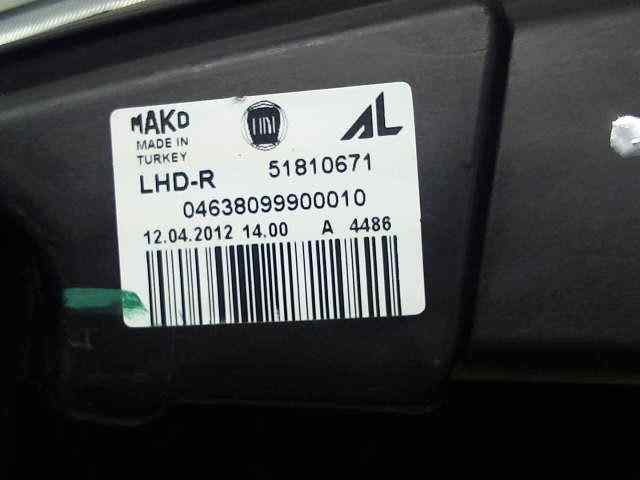 MAKO
FIAT
AL
MADE IN
TURKEY
LHD-R 51810671
04638099900010
12.04.2012 14.00 A 4486